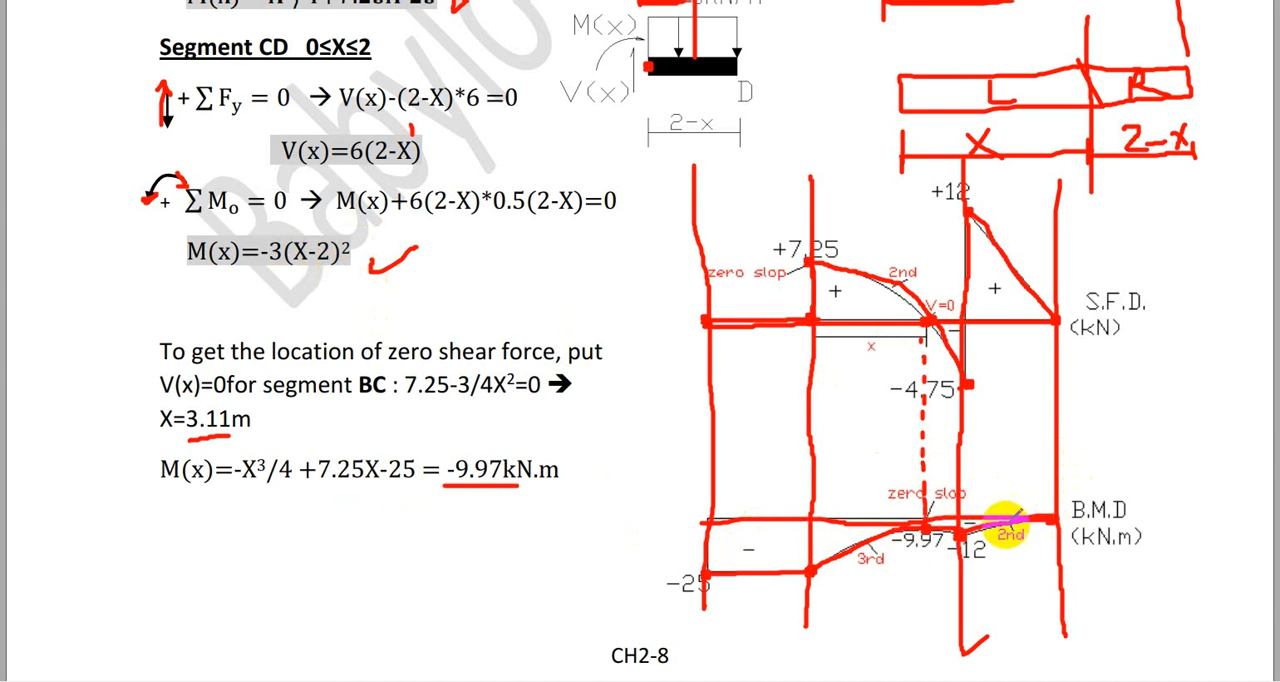 Segment CD 0≤X≤2
+ ∑ Fy = 0 → V(x)-(2-X)*6 =0
V(x)=6(2-X)
+ ∑ Mo = 0 → M(x)+6(2-X)*0.5(2-X)=0
M(x)=-3(X-2)²
To get the location of zero shear force, put
V(x)=0for segment BC : 7.25-3/4X²=0 →
X=3.11m
M(x)=-X³/4 +7.25X-25 = -9.97kN.m
M(x)
V(x)
D
2-x
L
R
X
2-x
+12
+7.25
zero slop
2nd
+
V=0
+
-
S.F.D.
(kN)
x
-4.75
zero slop
B.M.D
(kN.m)
-
-9.97
-12
2nd
-
3rd
-25
CH2-8
Babylo